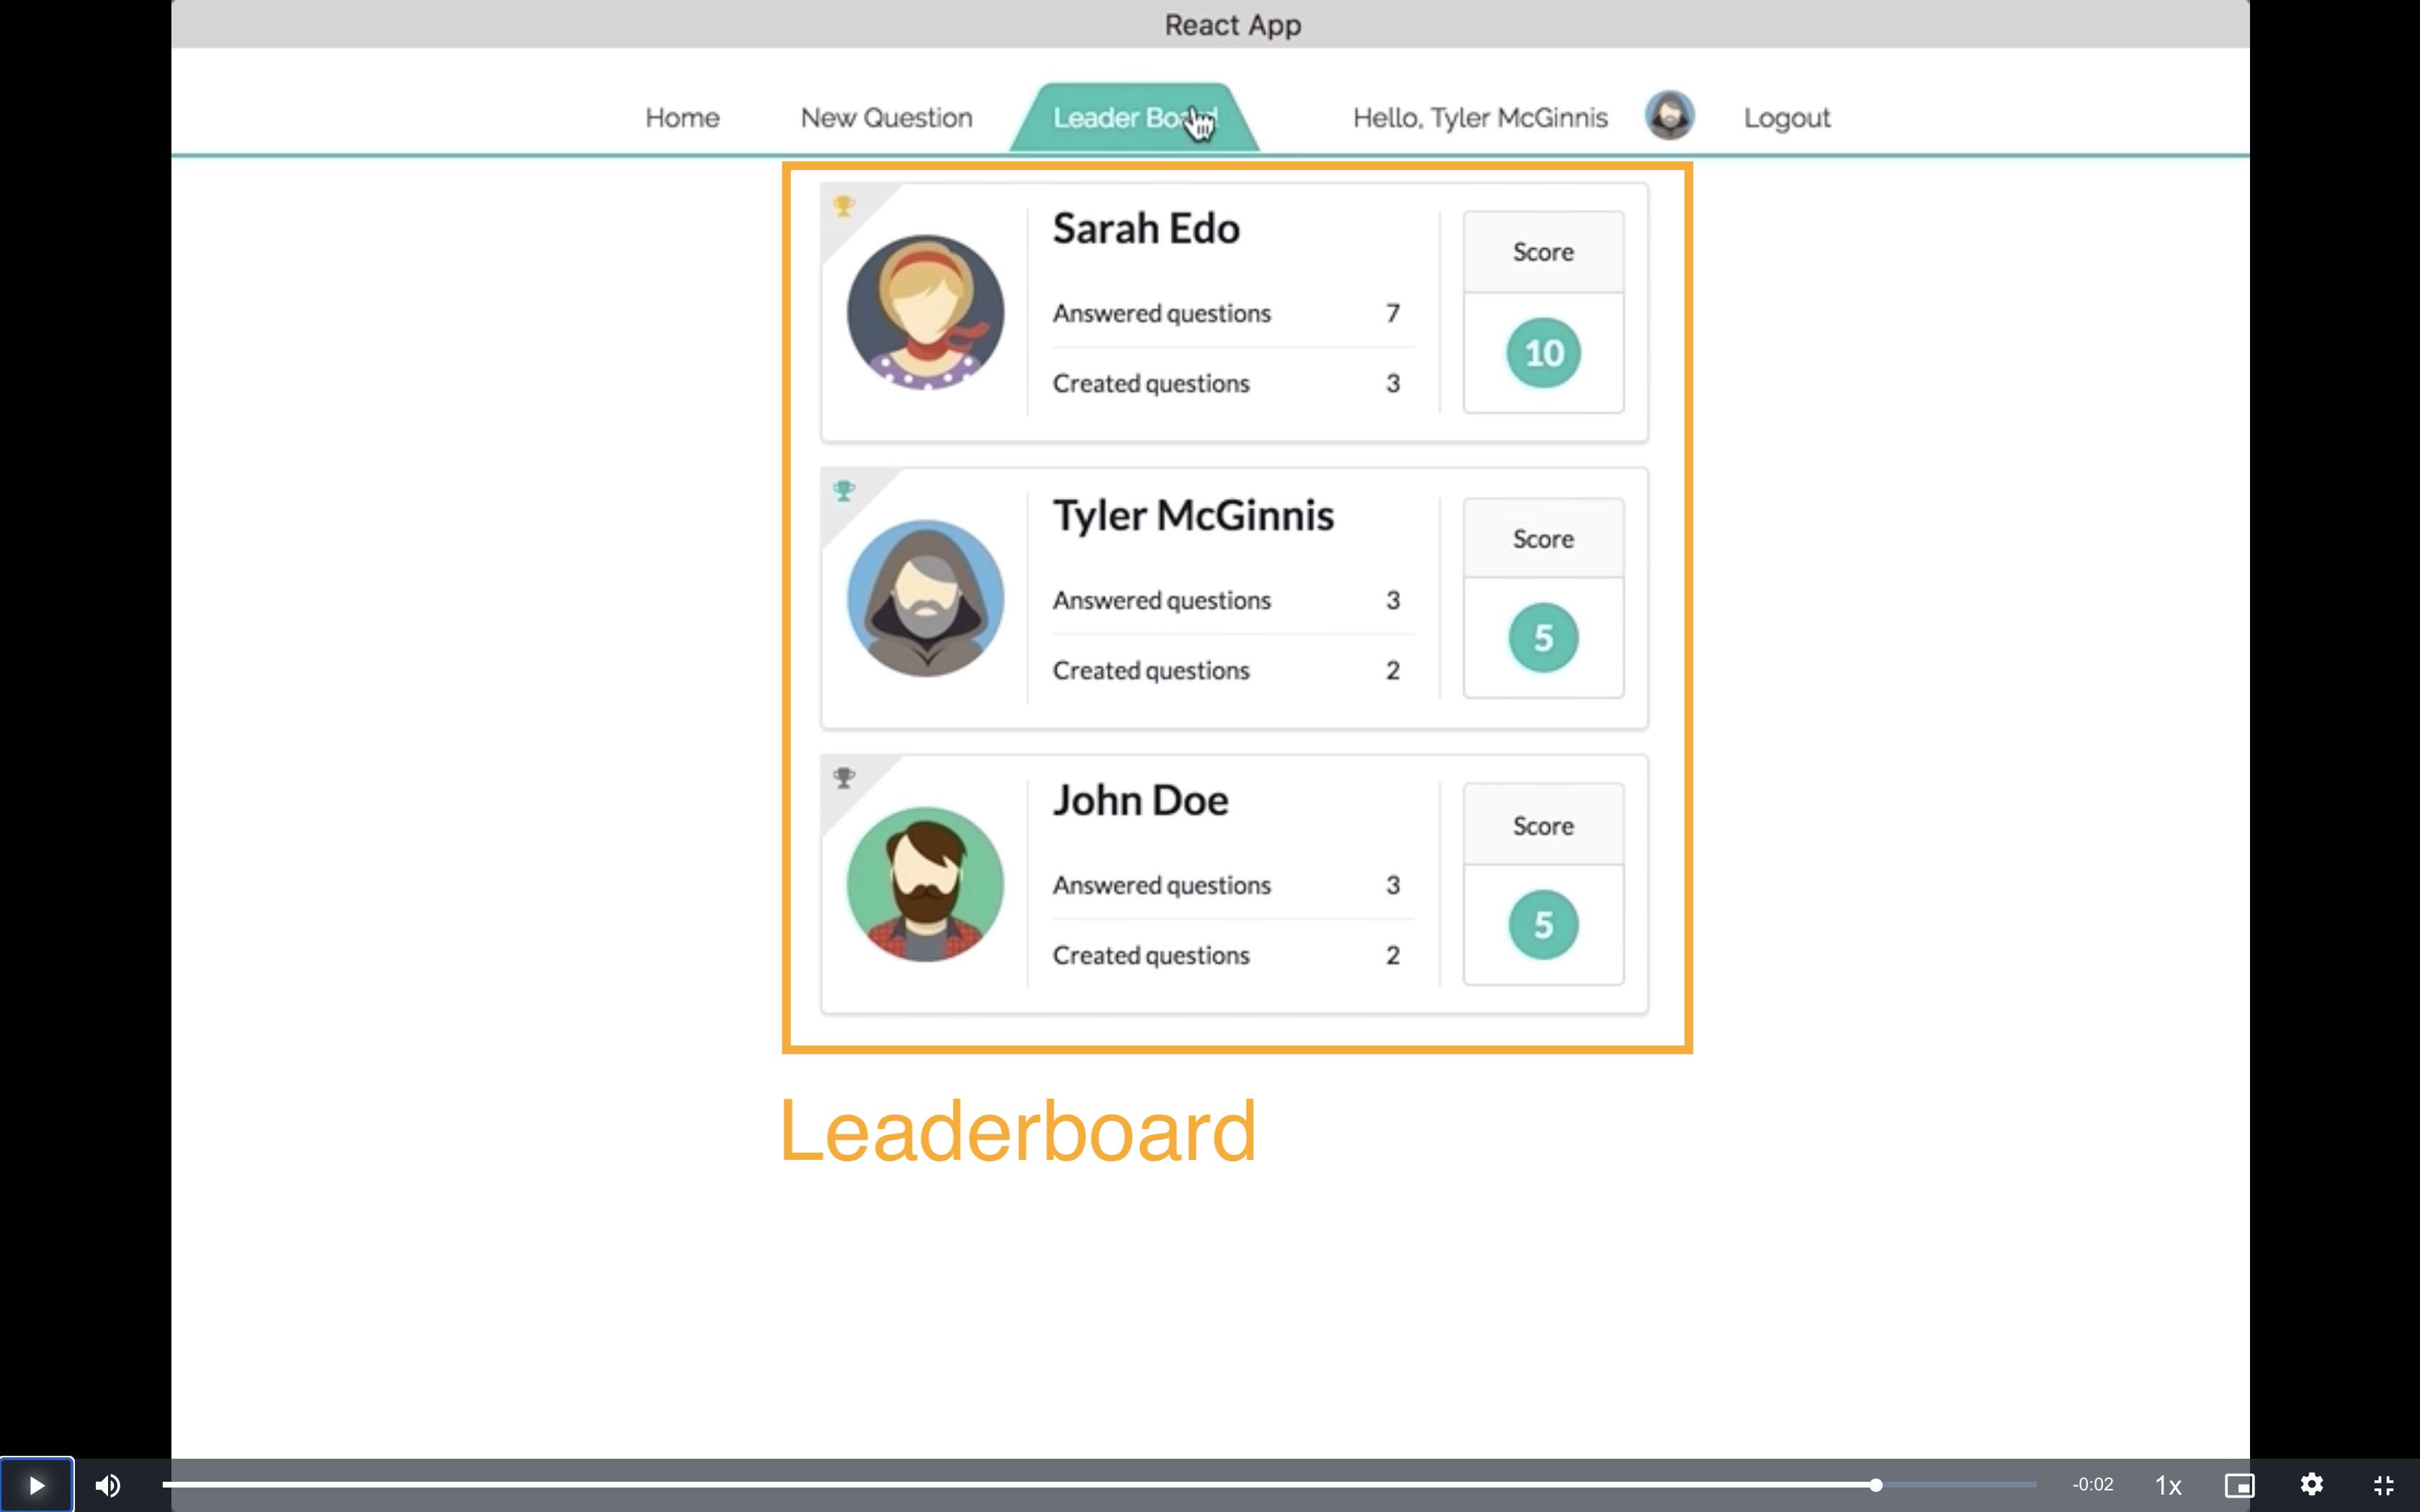 React App
Home New Question Leader Board Hello, Tyler McGinnis Logout
Sarah Edo
Score
Answered questions 7
10
Created questions 3
Tyler McGinnis
Score
Answered questions 3
5
Created questions 2
John Doe
Score
Answered questions 3
5
Created questions 2
Leaderboard
-0:02 1x